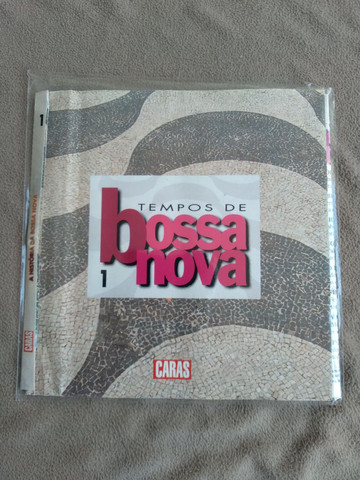 TEMPOS DE
bossa
nova
1
CARAS
1
A HISTÓRIA DA BOSSA NOVA
CARAS